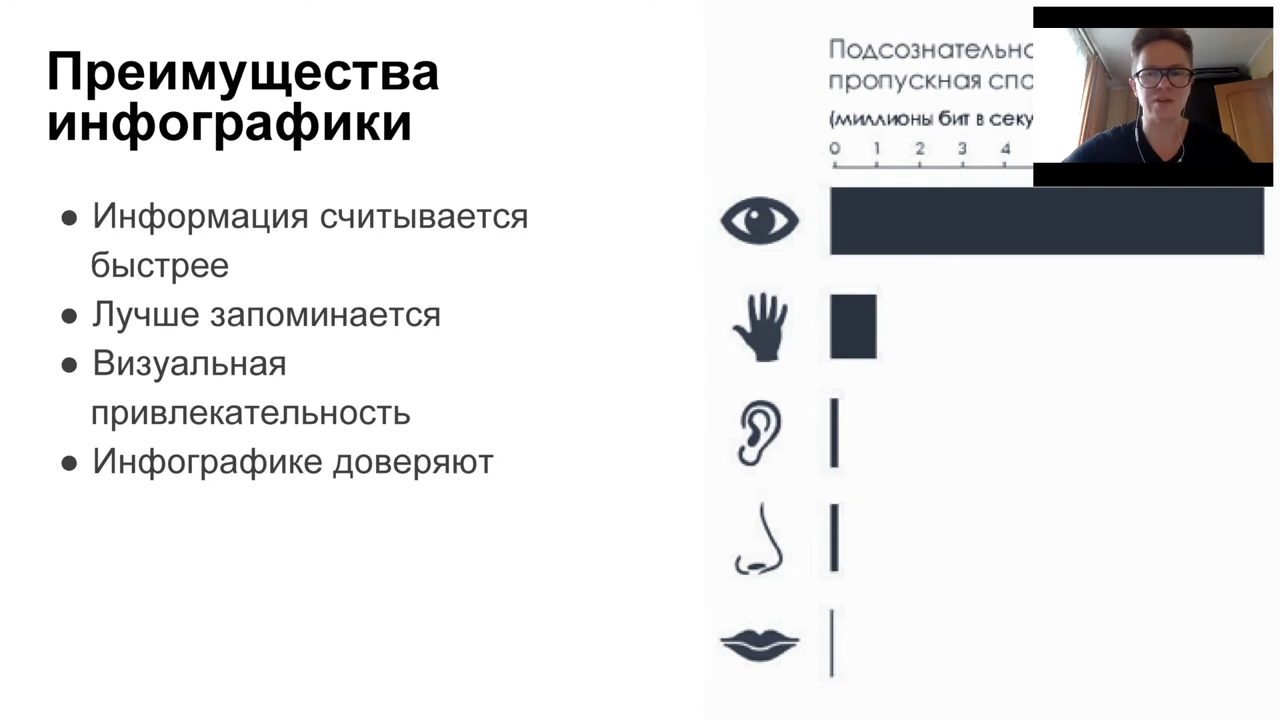 Преимущества
инфографики
● Информация считывается
быстрее
● Лучше запоминается
● Визуальная
привлекательность
● Инфографике доверяют
пропускная
(миллионы бит в
0 1 2 3 4